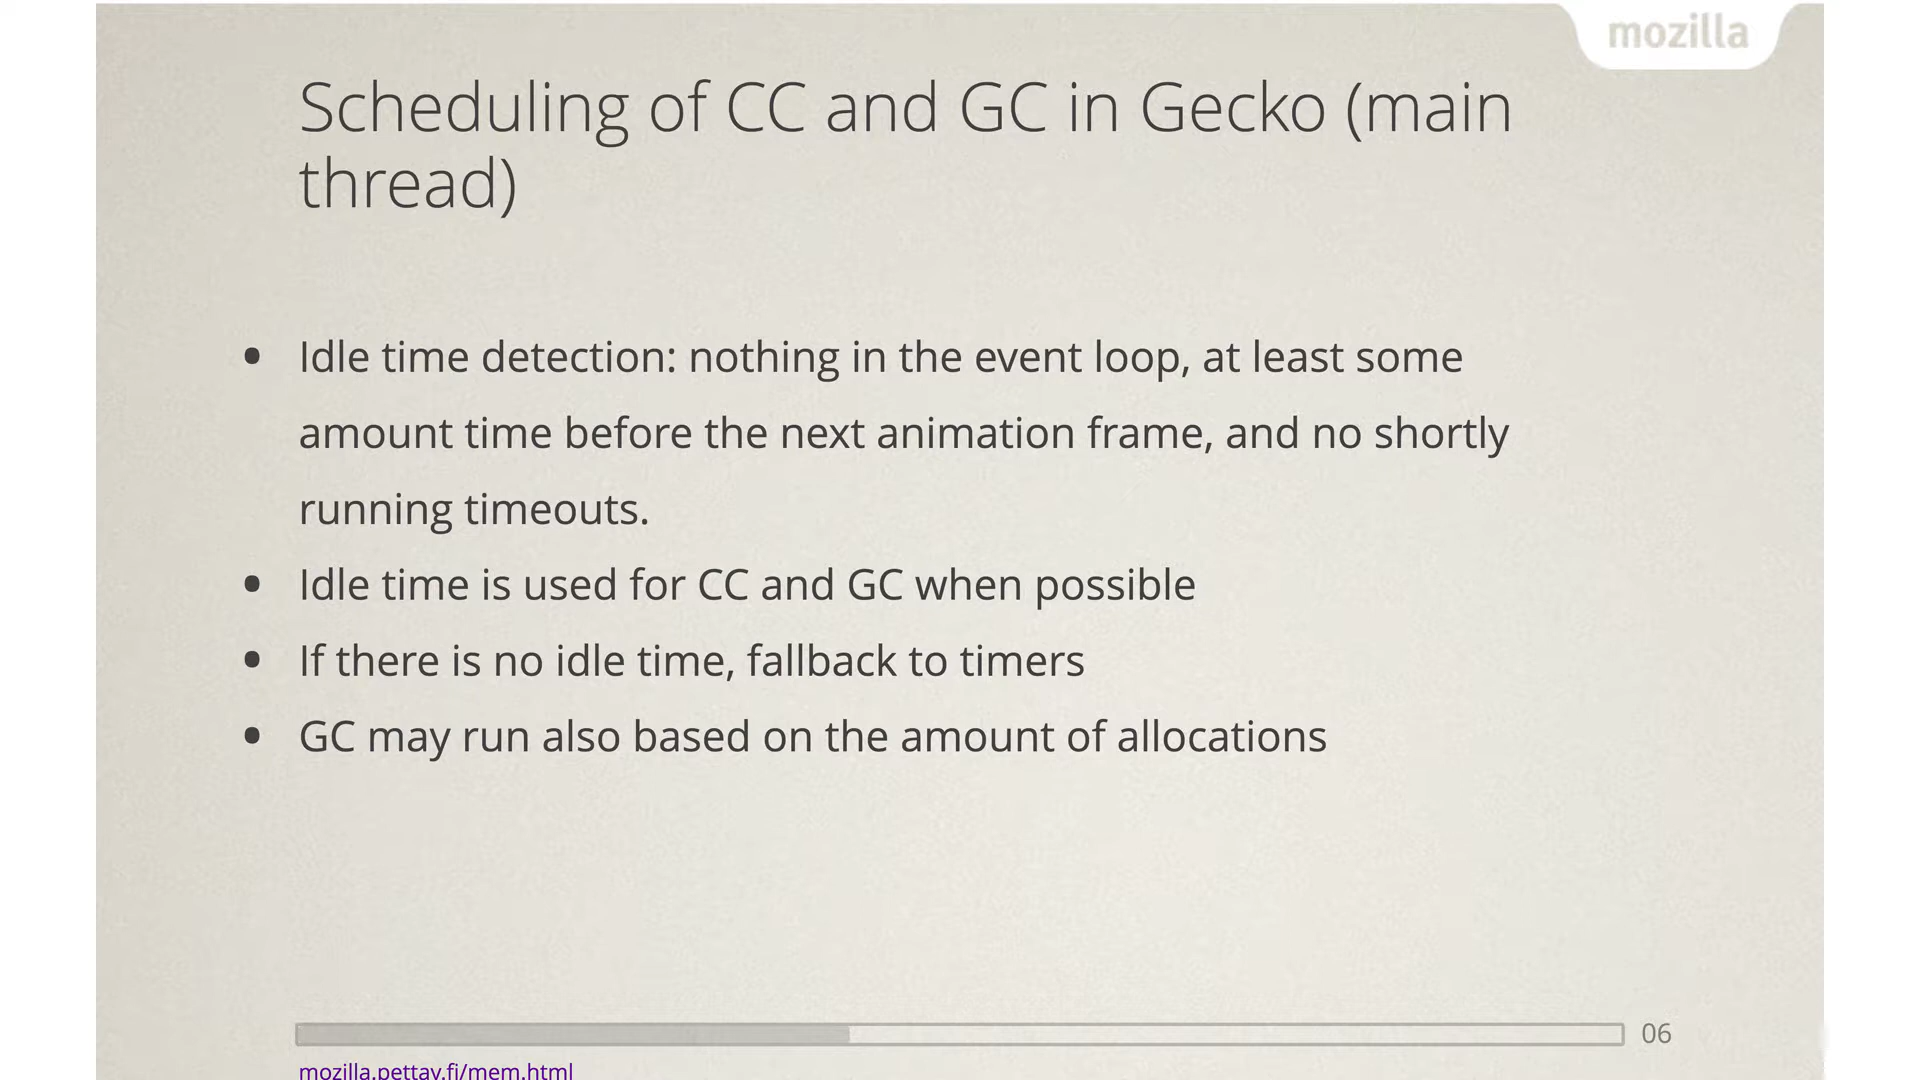 mozilla
Scheduling of CC and GC in Gecko (main
thread)
• Idle time detection: nothing in the event loop, at least some
amount time before the next animation frame, and no shortly
running timeouts.
• Idle time is used for CC and GC when possible
• If there is no idle time, fallback to timers
• GC may run also based on the amount of allocations
06
mozilla.pettay.fi/mem.html